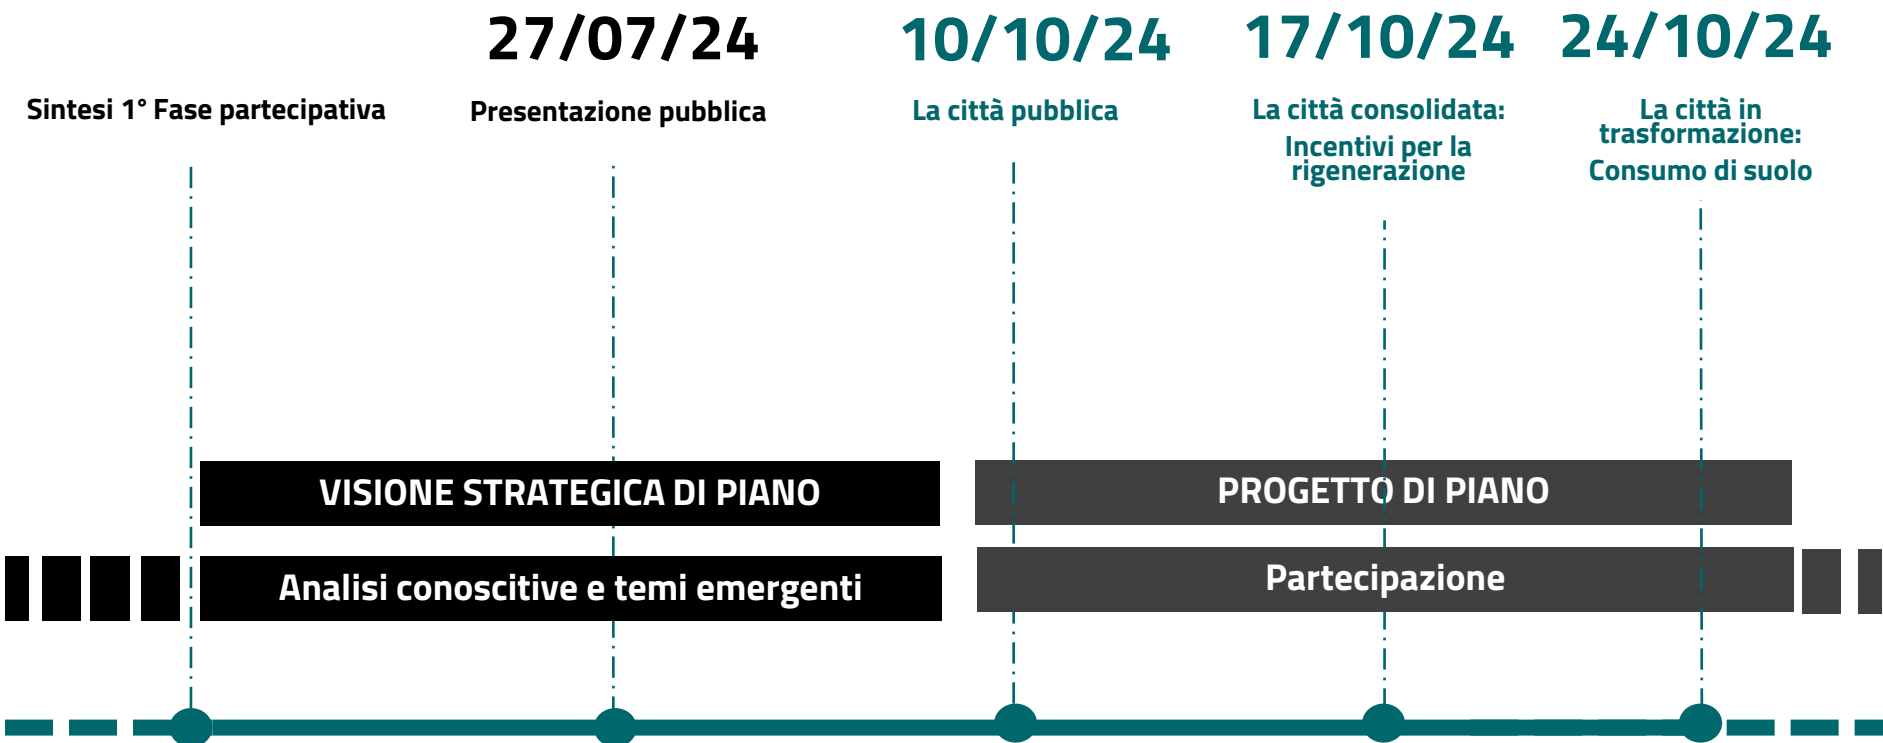 27/07/24
10/10/24
17/10/24
24/10/24
Sintesi 1° Fase partecipativa
Presentazione pubblica
La città pubblica
La città consolidata:
Incentivi per la
rigenerazione
La città in
trasformazione:
Consumo di suolo
VISIONE STRATEGICA DI PIANO
PROGETTO DI PIANO
Analisi conoscitive e temi emergenti
Partecipazione